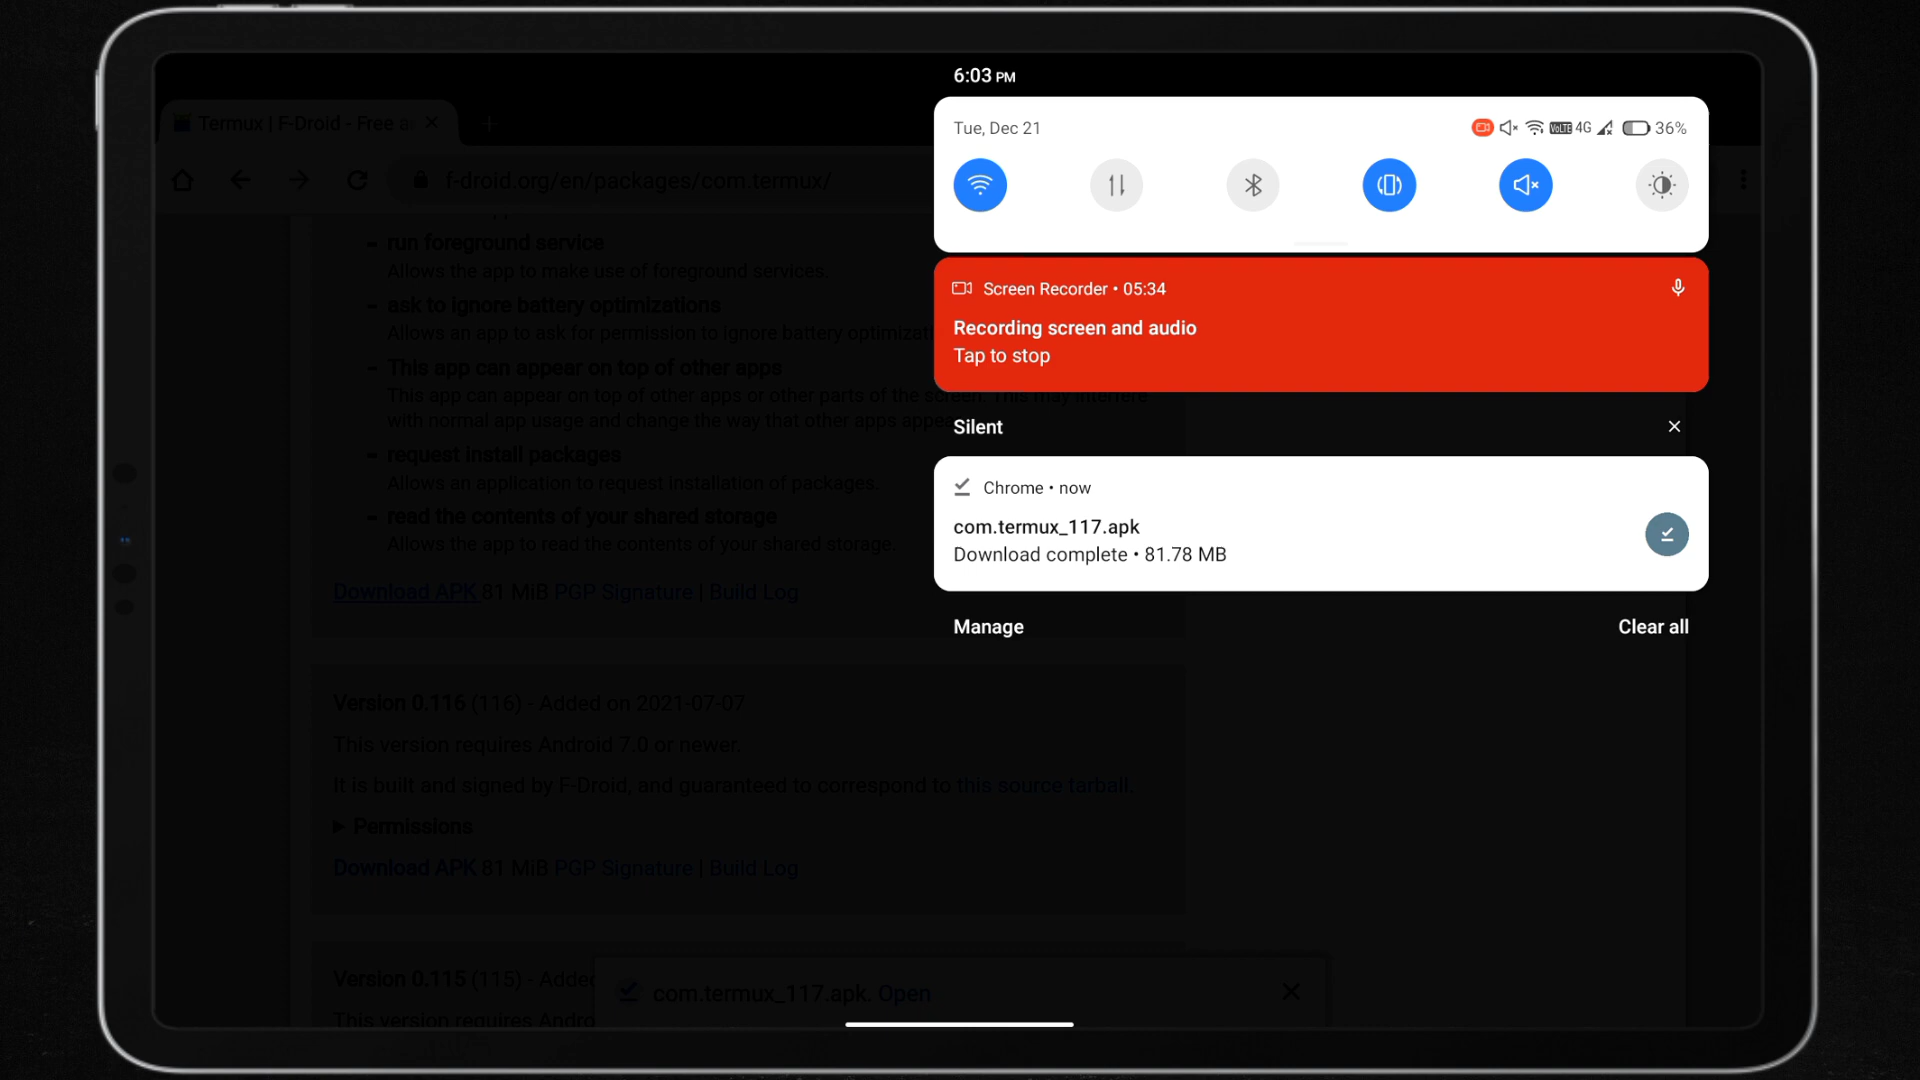 6:03 PM
Termux | F-Droid - Free a
f-droid.org/en/packages/com.termux/
Tue, Dec 21
VoLTE 4G 36%
Screen Recorder • 05:34
Recording screen and audio
Tap to stop
Silent
Chrome • now
com.termux_117.apk
Download complete • 81.78 MB
Manage
Clear all
- run foreground service
Allows the app to make use of foreground services.
- ask to ignore battery optimizations
Allows an app to ask for permission to ignore battery optimizati
- This app can appear on top of other apps
This app can appear on top of other apps or other parts of the screen. This may interfere
with normal app usage and change the way that other apps appea
- request install packages
Allows an application to request installation of packages.
- read the contents of your shared storage
Allows the app to read the contents of your shared storage.
Download APK 81 MiB PGP Signature | Build Log
Version 0.116 (116) - Added on 2021-07-07
This version requires Android 7.0 or newer.
It is built and signed by F-Droid, and guaranteed to correspond to this source tarball.
Permissions
Download APK 81 MiB PGP Signature | Build Log
Version 0.115 (115) - Adde
This version requires Andro
com.termux_117.apk. Open